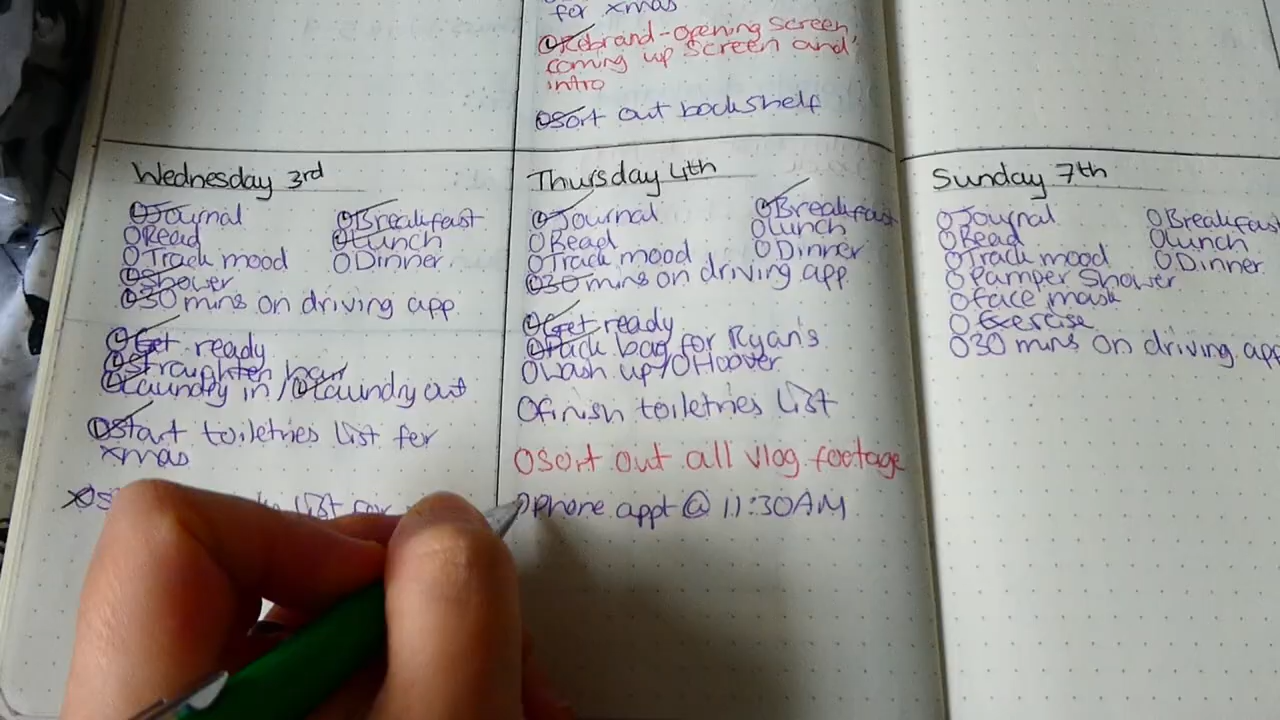 for xmas
Rebrand-opening screen,
coming up screen and
intro
Sort out bookshelf
Wednesday 3rd
Journal
Read
Track mood
Shower
30 mins on driving app
Breakfast
Lunch
Dinner
Get ready
Straighten hair
Laundry in/Laundry out
Start toiletries list for
xmas
list for
Thursday 4th
Journal
Read
Track mood
30 mins on driving app
Breakfast
Lunch
Dinner
Get ready
Pack bag for Ryan's
Wash up/Hoover
finish toiletries list
Sort out all vlog footage
Phone appt @ 11:30AM
Sunday 7th
Journal
Read
Track mood
Pamper Shower
face mask
Exercise
30 mins on driving app
Breakfast
Lunch
Dinner